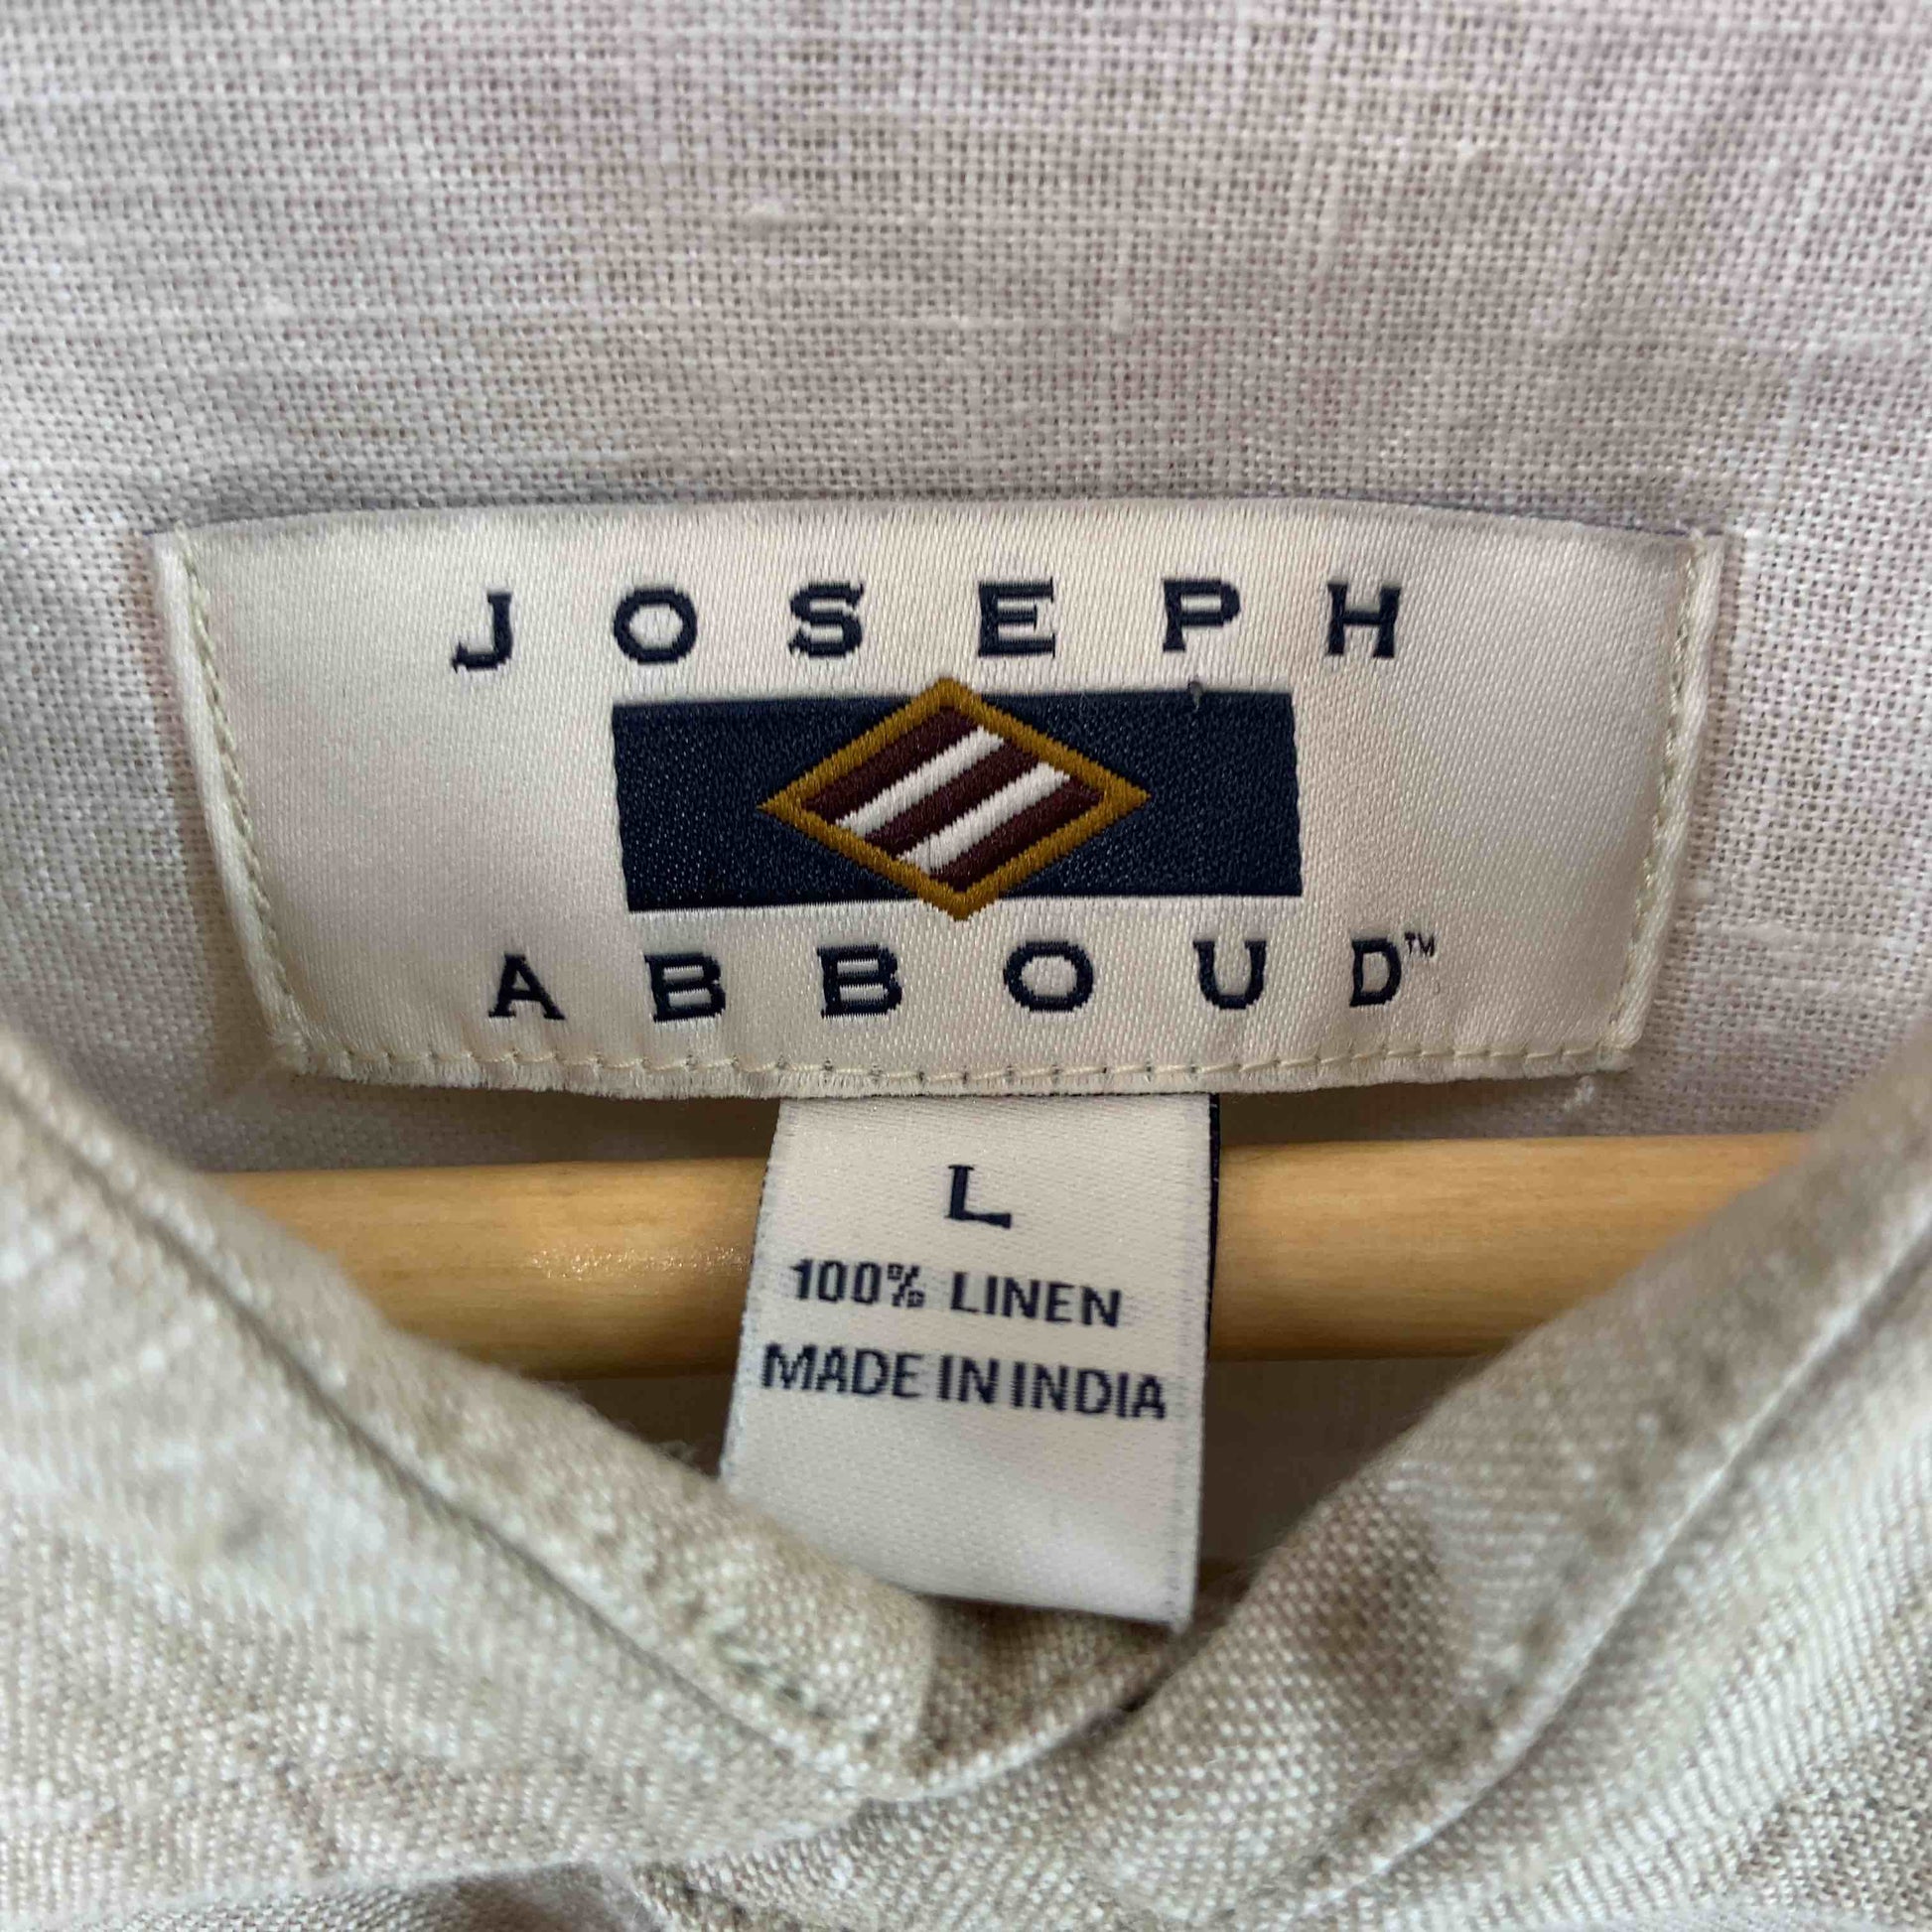 JOSEPH
ABBOUD™
L
100% LINEN
MADE IN INDIA